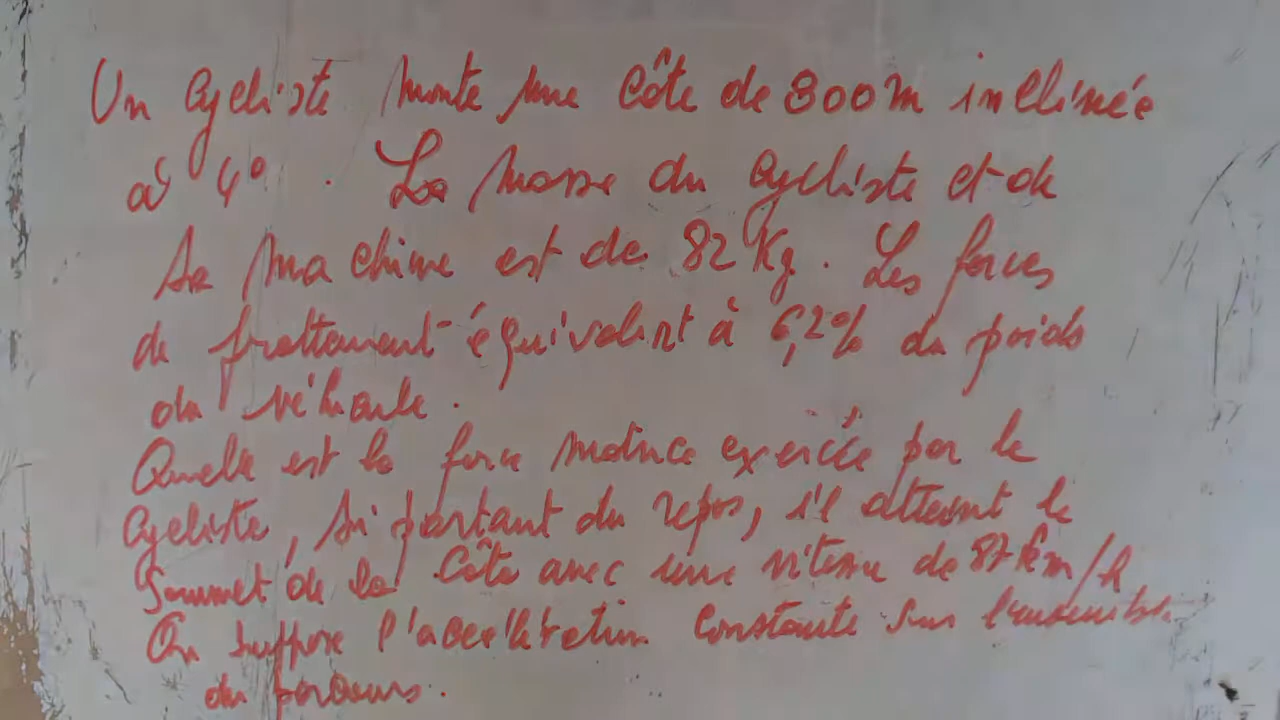 Un cycliste monte une côte de 800m inclinée
à 4°. La masse du cycliste et de
sa machine est de 82 Kg. Les forces
de frottement équivalent à 6,2% du poids
du véhicule.
Quelle est la force motrice exercée par le
cycliste, si partant du repos, il atteint le
sommet de la côte avec une vitesse de 87 km/h
On suppose l'accélération constante sur l'ensemble
du parcours.